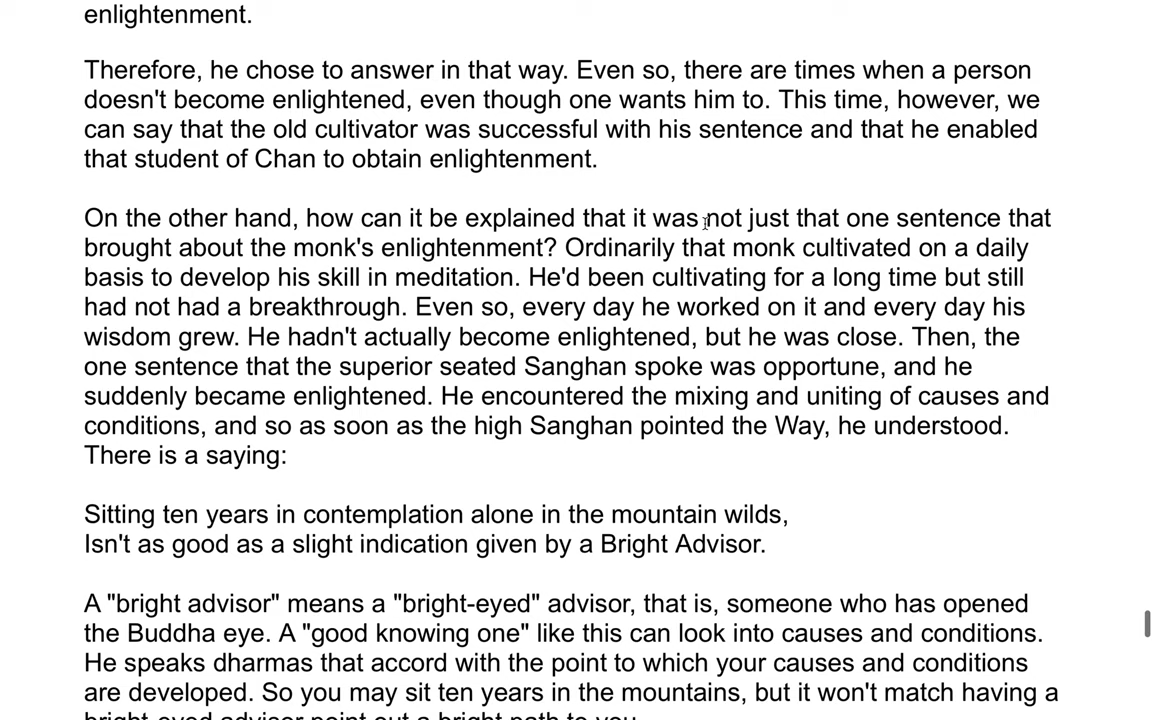 enlightenment.
Therefore, he chose to answer in that way. Even so, there are times when a person
doesn't become enlightened, even though one wants him to. This time, however, we
can say that the old cultivator was successful with his sentence and that he enabled
that student of Chan to obtain enlightenment.
On the other hand, how can it be explained that it was not just that one sentence that
brought about the monk's enlightenment? Ordinarily that monk cultivated on a daily
basis to develop his skill in meditation. He'd been cultivating for a long time but still
had not had a breakthrough. Even so, every day he worked on it and every day his
wisdom grew. He hadn't actually become enlightened, but he was close. Then, the
one sentence that the superior seated Sanghan spoke was opportune, and he
suddenly became enlightened. He encountered the mixing and uniting of causes and
conditions, and so as soon as the high Sanghan pointed the Way, he understood.
There is a saying:
Sitting ten years in contemplation alone in the mountain wilds,
Isn't as good as a slight indication given by a Bright Advisor.
A "bright advisor" means a "bright-eyed" advisor, that is, someone who has opened
the Buddha eye. A "good knowing one" like this can look into causes and conditions.
He speaks dharmas that accord with the point to which your causes and conditions
are developed. So you may sit ten years in the mountains, but it won't match having a
bright-eyed advisor point out a bright path to you.